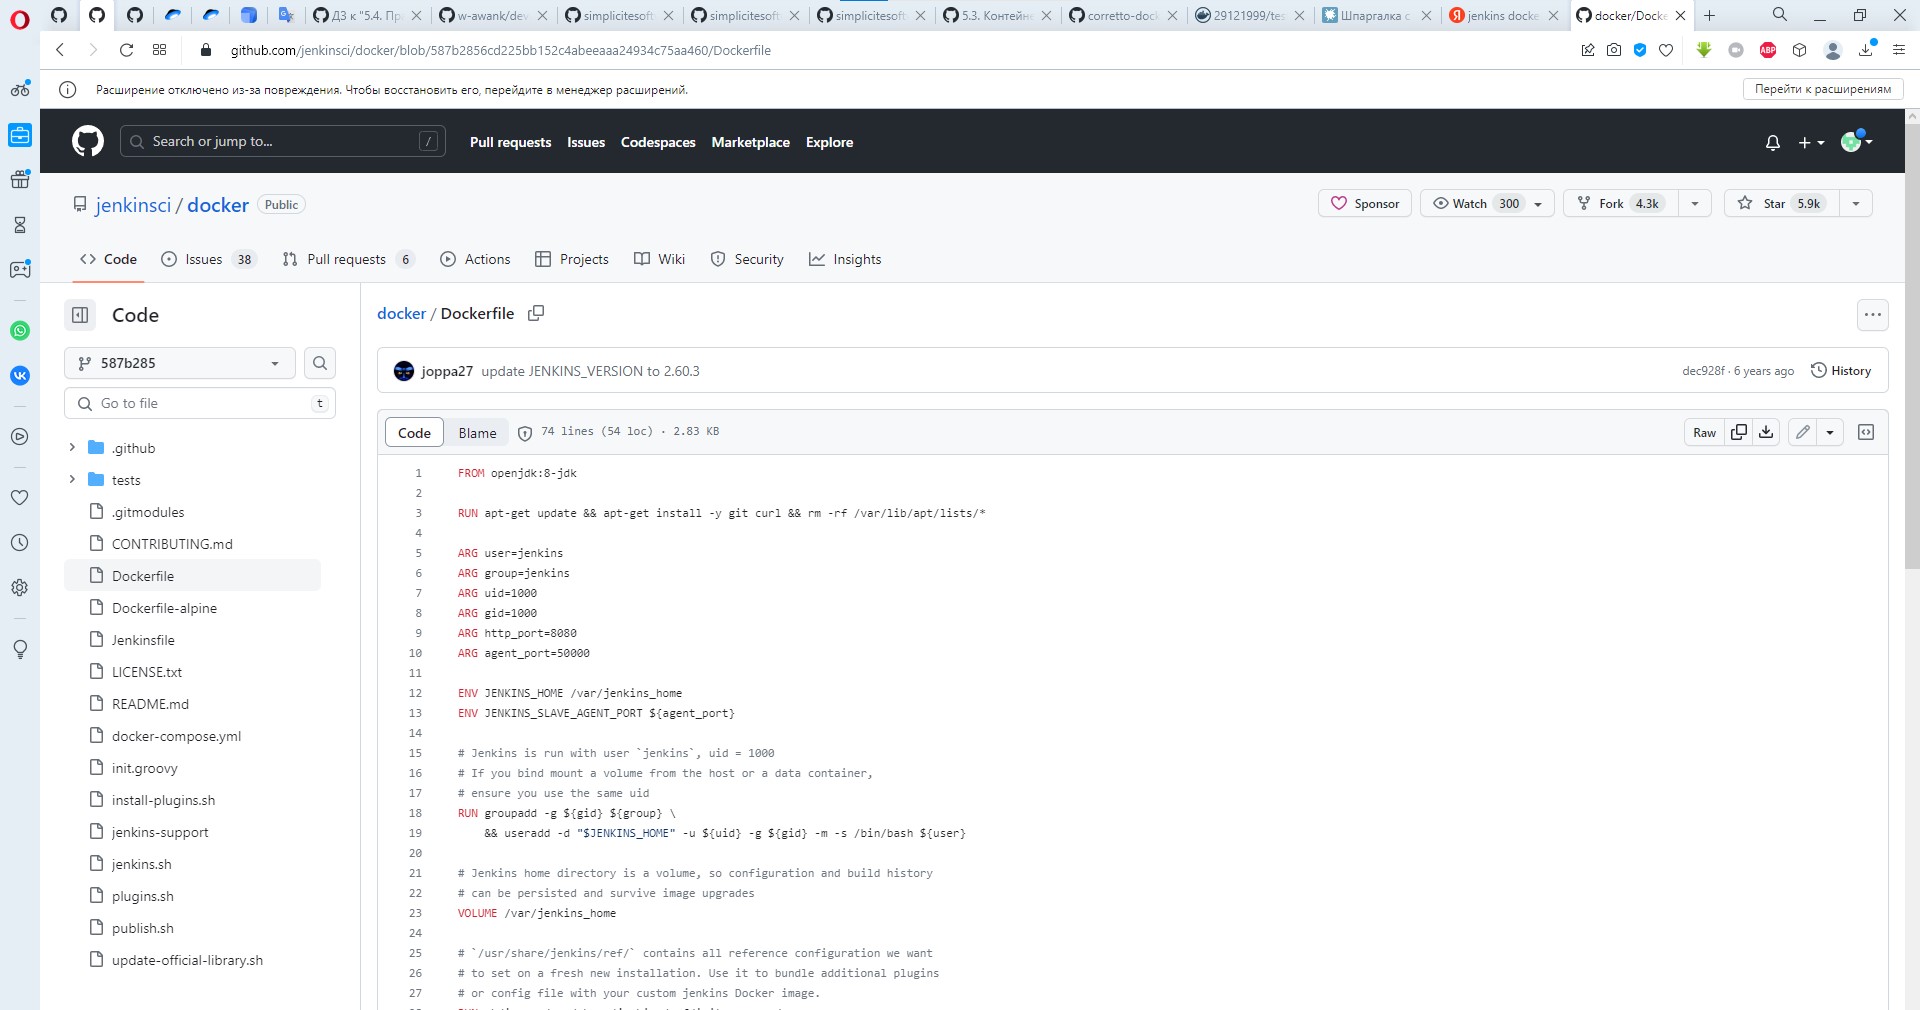 ДЗ к "5.4. Пр
w-awank/dev
simplicitesoft
simplicitesoft
simplicitesoft
5.3. Контейне
corretto-dock
29121999/tes
Шпаргалка с
jenkins docke
docker/Docke
github.com/jenkinsci/docker/blob/587b2856cd225bb152c4abeeaaa24934c75aa460/Dockerfile
ABP
Расширение отключено из-за повреждения. Чтобы восстановить его, перейдите в менеджер расширений.
Перейти к расширениям
Search or jump to...
/
Pull requests
Issues
Codespaces
Marketplace
Explore
jenkinsci / docker
Public
Sponsor
Watch 300
Fork 4.3k
Star 5.9k
Code
Issues 38
Pull requests 6
Actions
Projects
Wiki
Security
Insights
Code
587b285
Go to file
t
.github
tests
.gitmodules
CONTRIBUTING.md
Dockerfile
Dockerfile-alpine
Jenkinsfile
LICENSE.txt
README.md
docker-compose.yml
init.groovy
install-plugins.sh
jenkins-support
jenkins.sh
plugins.sh
publish.sh
update-official-library.sh
docker / Dockerfile
joppa27 update JENKINS_VERSION to 2.60.3
dec928f · 6 years ago
History
Code
Blame
74 lines (54 loc) · 2.83 KB
Raw
1 FROM openjdk:8-jdk
2
3 RUN apt-get update && apt-get install -y git curl && rm -rf /var/lib/apt/lists/*
4
5 ARG user=jenkins
6 ARG group=jenkins
7 ARG uid=1000
8 ARG gid=1000
9 ARG http_port=8080
10 ARG agent_port=50000
11
12 ENV JENKINS_HOME /var/jenkins_home
13 ENV JENKINS_SLAVE_AGENT_PORT ${agent_port}
14
15 # Jenkins is run with user `jenkins`, uid = 1000
16 # If you bind mount a volume from the host or a data container,
17 # ensure you use the same uid
18 RUN groupadd -g ${gid} ${group} \
19 && useradd -d "$JENKINS_HOME" -u ${uid} -g ${gid} -m -s /bin/bash ${user}
20
21 # Jenkins home directory is a volume, so configuration and build history
22 # can be persisted and survive image upgrades
23 VOLUME /var/jenkins_home
24
25 # `/usr/share/jenkins/ref/` contains all reference configuration we want
26 # to set on a fresh new installation. Use it to bundle additional plugins
27 # or config file with your custom jenkins Docker image.